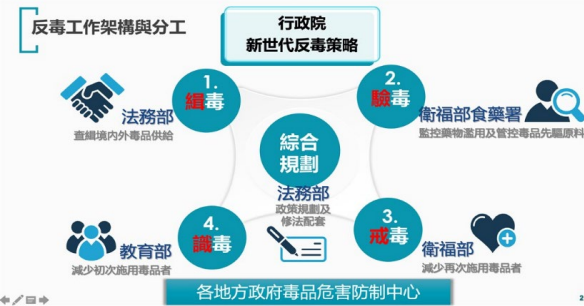 反毒工作架構與分工
行政院
新世代反毒策略
1.
緝毒
法務部
查緝境內外毒品供給
2.
驗毒
衛福部食藥署
監控藥物濫用及管控毒品先驅原料
綜合
規劃
法務部
政策規劃及
修法配套
4.
識毒
教育部
減少初次施用毒品者
3.
戒毒
衛福部
減少再次施用毒品者
各地方政府毒品危害防制中心
2